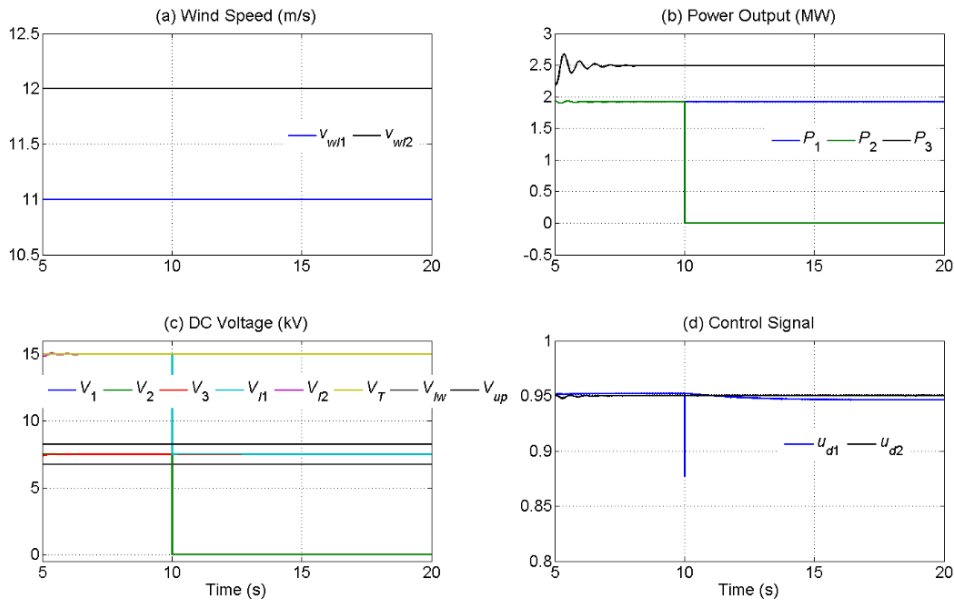 (a) Wind Speed (m/s)
12.5
12
11.5
11
10.5
5
10
15
20
v_wl1
v_wl2
(b) Power Output (MW)
3
2.5
2
1.5
1
0.5
0
-0.5
5
10
15
20
P_1
P_2
P_3
(c) DC Voltage (kV)
15
10
5
0
5
10
15
20
V_1
V_2
V_3
V_l1
V_l2
V_T
V_lw
V_up
Time (s)
(d) Control Signal
1
0.95
0.9
0.85
0.8
5
10
15
20
u_d1
u_d2
Time (s)